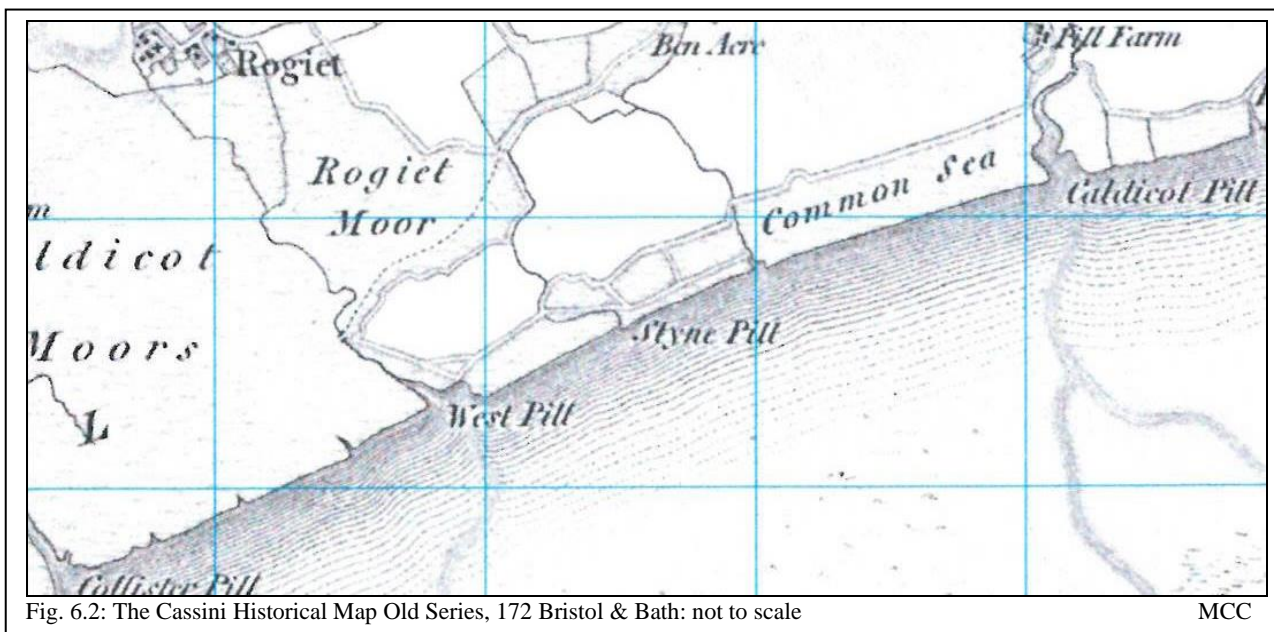 Ben Acre
Pill Farm
Rogiet
Rogiet
Moor
Common Sea
Caldicot Pill
m
ldicot
Moors
L
Styne Pill
West Pill
Collister Pill
Fig. 6.2: The Cassini Historical Map Old Series, 172 Bristol & Bath: not to scale MCC